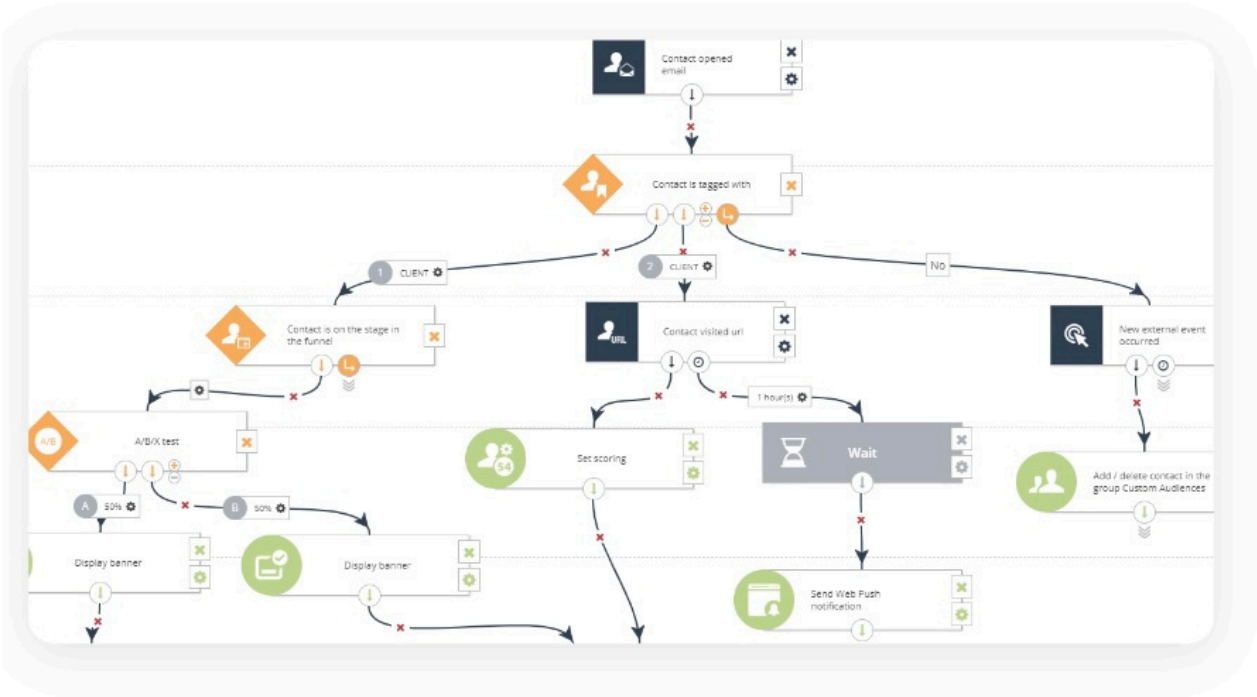 Contact opened
email
Contact is tagged with
1 CLIENT
2 CLIENT
No
Contact is on the stage in
the funnel
URL
Contact visited url
New external event
occurred
1 hour(s)
A/B
A/B/X test
54
Set scoring
Wait
Add / delete contact in the
group Custom Audiences
A 50%
B 50%
Display banner
Display banner
Send Web Push
notification